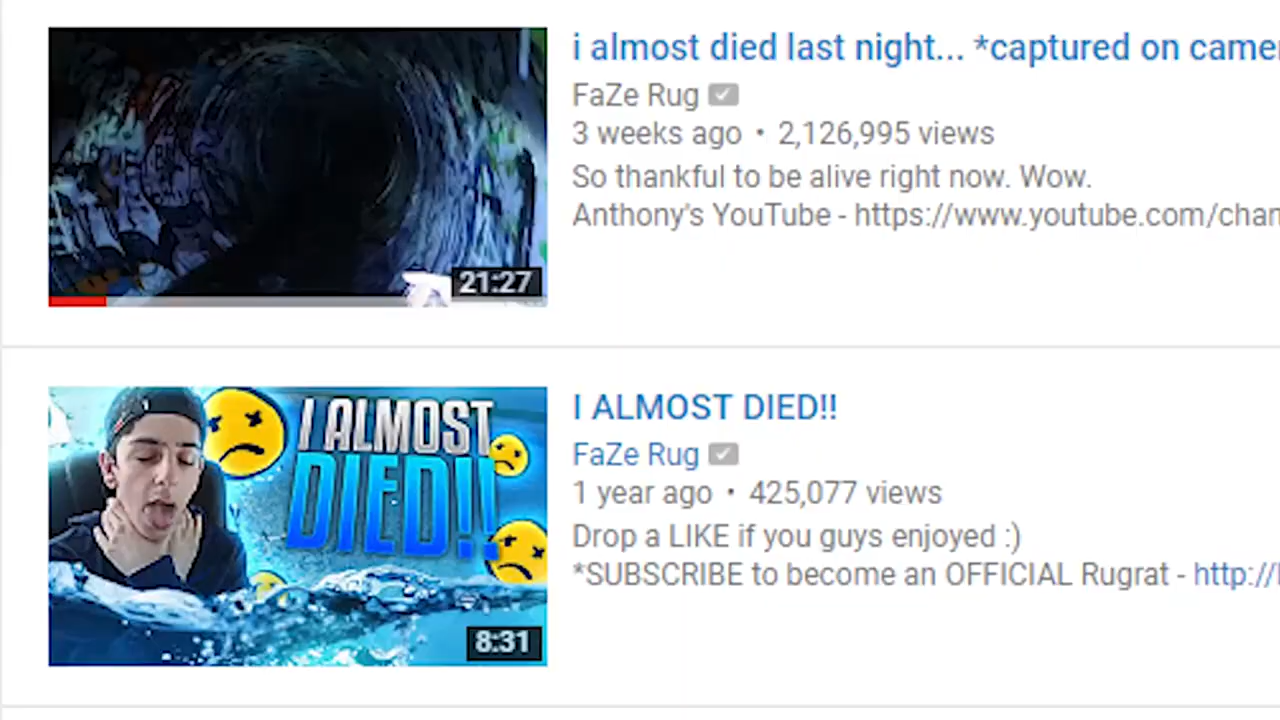 i almost died last night... *captured on camer
FaZe Rug
3 weeks ago • 2,126,995 views
So thankful to be alive right now. Wow.
Anthony's YouTube - https://www.youtube.com/chan
21:27
I ALMOST
DIED!!
8:31
I ALMOST DIED!!
FaZe Rug
1 year ago • 425,077 views
Drop a LIKE if you guys enjoyed :)
*SUBSCRIBE to become an OFFICIAL Rugrat - http://